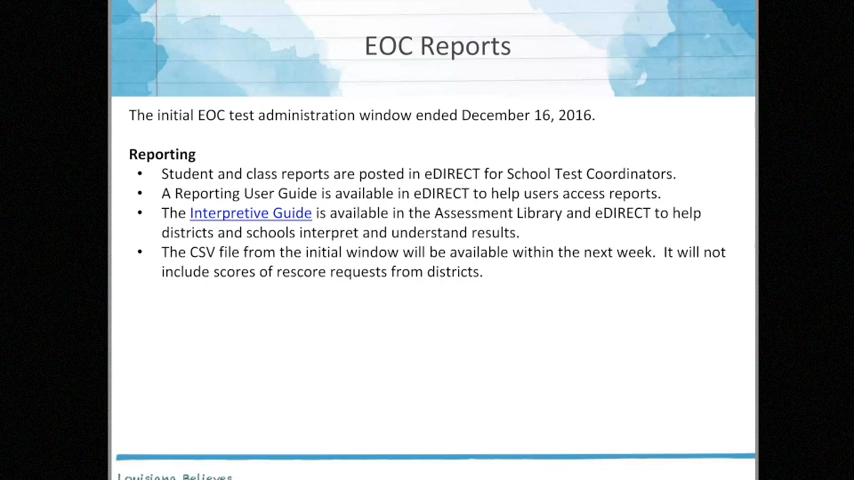 EOC Reports
The initial EOC test administration window ended December 16, 2016.
Reporting
• Student and class reports are posted in eDIRECT for School Test Coordinators.
• A Reporting User Guide is available in eDIRECT to help users access reports.
• The Interpretive Guide is available in the Assessment Library and eDIRECT to help
districts and schools interpret and understand results.
• The CSV file from the initial window will be available within the next week.  It will not
include scores of rescore requests from districts.
Louisiana Believes